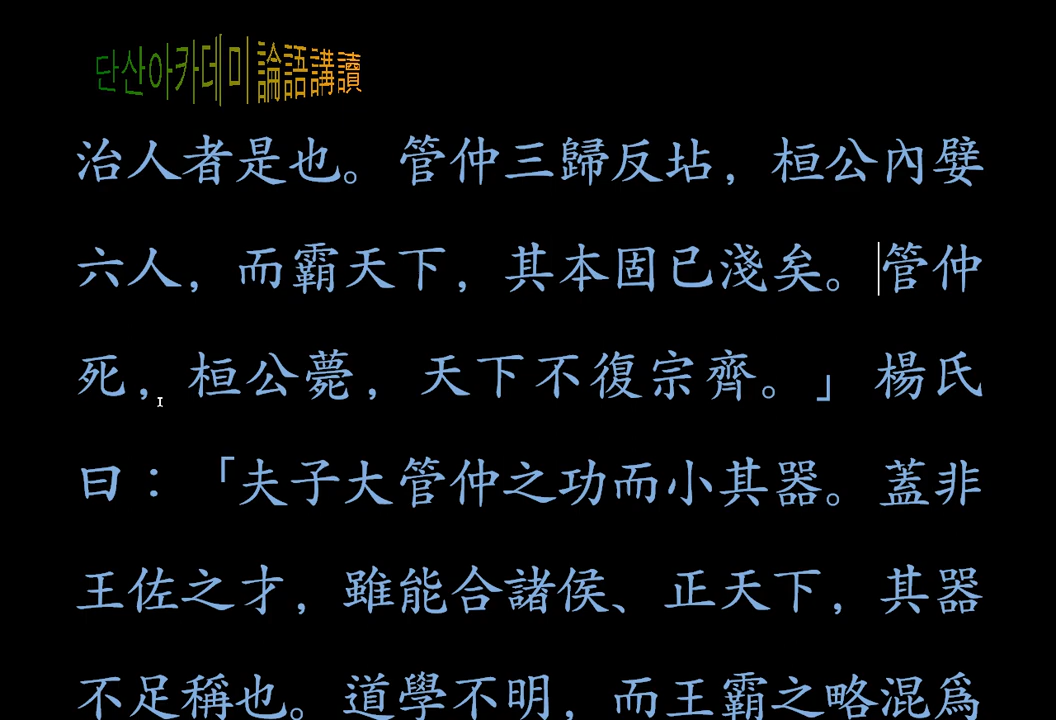 단산아카데미論語講讀
治人者是也。管仲三歸反坫，桓公內嬖
六人，而霸天下，其本固已淺矣。管仲
死，桓公薨，天下不復宗齊。」楊氏
曰：「夫子大管仲之功而小其器。蓋非
王佐之才，雖能合諸侯、正天下，其器
不足稱也。道學不明，而王霸之略混爲